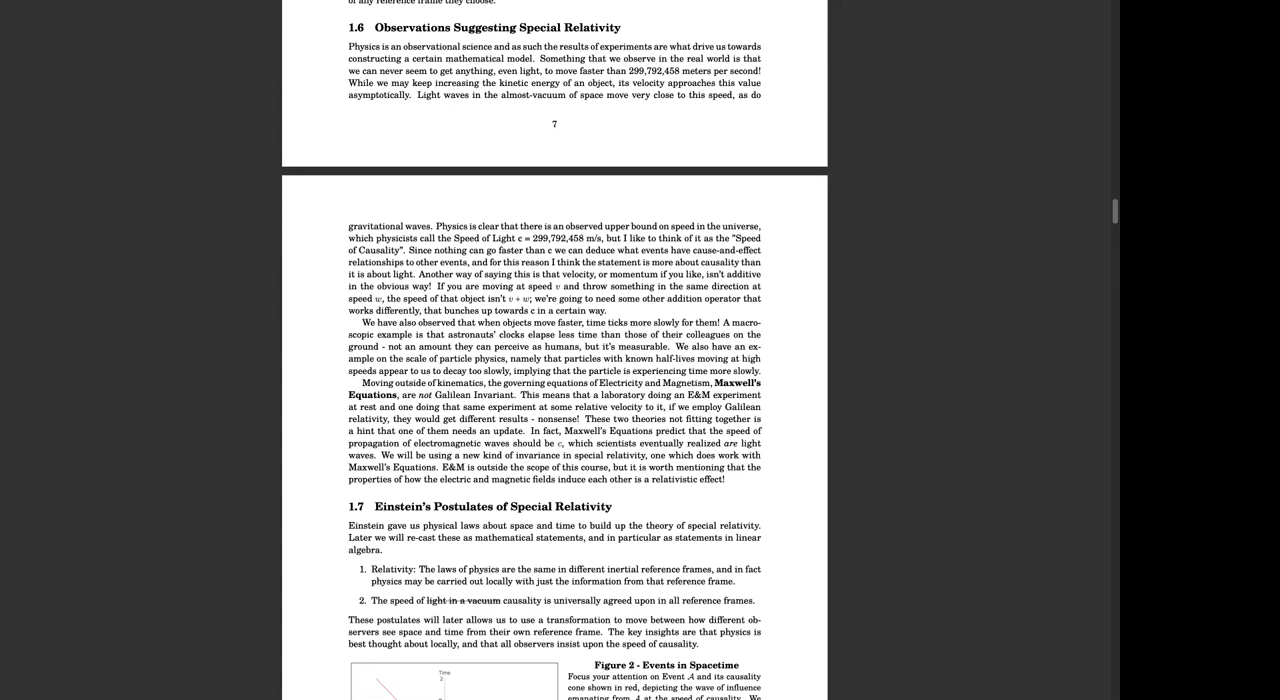 of any reference frame they choose.
1.6 Observations Suggesting Special Relativity
Physics is an observational science and as such the results of experiments are what drive us towards
constructing a certain mathematical model. Something that we observe in the real world is that
we can never seem to get anything, even light, to move faster than 299,792,458 meters per second!
While we may keep increasing the kinetic energy of an object, its velocity approaches this value
asymptotically. Light waves in the almost-vacuum of space move very close to this speed, as do
7
gravitational waves. Physics is clear that there is an observed upper bound on speed in the universe,
which physicists call the Speed of Light c = 299,792,458 m/s, but I like to think of it as the "Speed
of Causality". Since nothing can go faster than c we can deduce what events have cause-and-effect
relationships to other events, and for this reason I think the statement is more about causality than
it is about light. Another way of saying this is that velocity, or momentum if you like, isn't additive
in the obvious way! If you are moving at speed v and throw something in the same direction at
speed w, the speed of that object isn't v + w; we're going to need some other addition operator that
works differently, that bunches up towards c in a certain way.
We have also observed that when objects move faster, time ticks more slowly for them! A macro-
scopic example is that astronauts' clocks elapse less time than those of their colleagues on the
ground - not an amount they can perceive as humans, but it's measurable. We also have an ex-
ample on the scale of particle physics, namely that particles with known half-lives moving at high
speeds appear to us to decay too slowly, implying that the particle is experiencing time more slowly.
Moving outside of kinematics, the governing equations of Electricity and Magnetism, Maxwell's
Equations, are not Galilean Invariant. This means that a laboratory doing an E&M experiment
at rest and one doing that same experiment at some relative velocity to it, if we employ Galilean
relativity, they would get different results - nonsense! These two theories not fitting together is
a hint that one of them needs an update. In fact, Maxwell's Equations predict that the speed of
propagation of electromagnetic waves should be c, which scientists eventually realized are light
waves. We will be using a new kind of invariance in special relativity, one which does work with
Maxwell's Equations. E&M is outside the scope of this course, but it is worth mentioning that the
properties of how the electric and magnetic fields induce each other is a relativistic effect!
1.7 Einstein's Postulates of Special Relativity
Einstein gave us physical laws about space and time to build up the theory of special relativity.
Later we will re-cast these as mathematical statements, and in particular as statements in linear
algebra.
1. Relativity: The laws of physics are the same in different inertial reference frames, and in fact
physics may be carried out locally with just the information from that reference frame.
2. The speed of light in a vacuum causality is universally agreed upon in all reference frames.
These postulates will later allows us to use a transformation to move between how different ob-
servers see space and time from their own reference frame. The key insights are that physics is
best thought about locally, and that all observers insist upon the speed of causality.
Time
2
Figure 2 - Events in Spacetime
Focus your attention on Event A and its causality
cone shown in red, depicting the wave of influence
emanating from A at the speed of causality. We